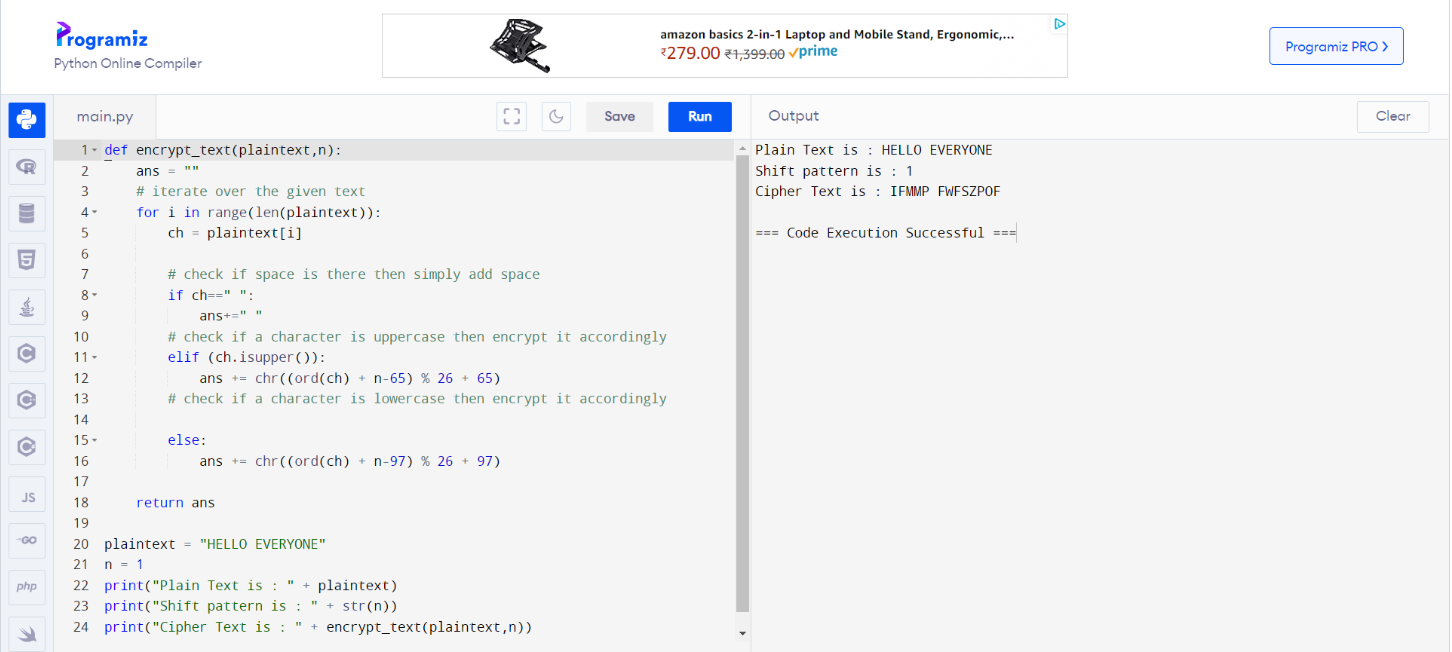 Programiz
Python Online Compiler
amazon basics 2-in-1 Laptop and Mobile Stand, Ergonomic,...
₹279.00 ₹1,399.00 prime
Programiz PRO
main.py
Save
Run
Output
Clear
R
JS
GO
php
1 def encrypt_text(plaintext,n):
2     ans = ""
3     # iterate over the given text
4     for i in range(len(plaintext)):
5         ch = plaintext[i]
6
7         # check if space is there then simply add space
8         if ch==" ":
9             ans+=" "
10         # check if a character is uppercase then encrypt it accordingly
11         elif (ch.isupper()):
12             ans += chr((ord(ch) + n-65) % 26 + 65)
13         # check if a character is lowercase then encrypt it accordingly
14
15         else:
16             ans += chr((ord(ch) + n-97) % 26 + 97)
17
18     return ans
19
20 plaintext = "HELLO EVERYONE"
21 n = 1
22 print("Plain Text is : " + plaintext)
23 print("Shift pattern is : " + str(n))
24 print("Cipher Text is : " + encrypt_text(plaintext,n))
Plain Text is : HELLO EVERYONE
Shift pattern is : 1
Cipher Text is : IFMMP FWFSZPOF
=== Code Execution Successful ===